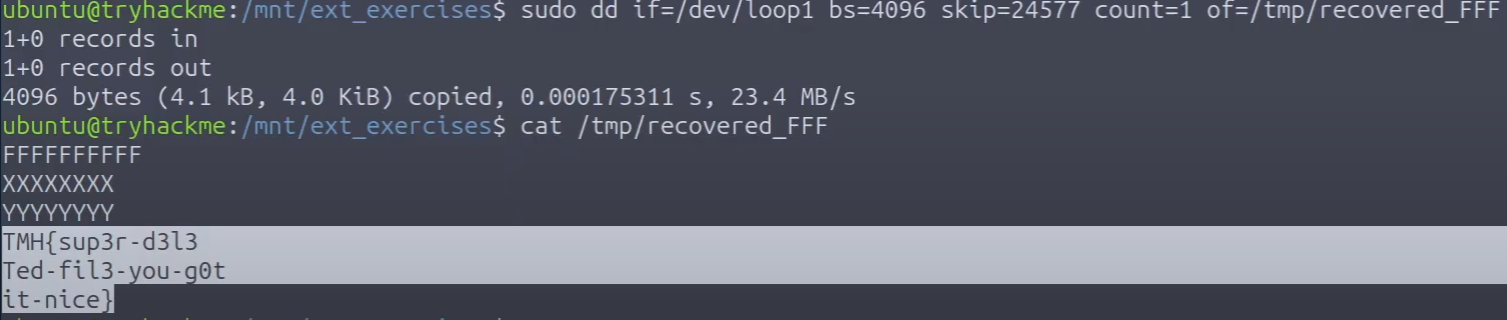 ubuntu@tryhackme:/mnt/ext_exercises$ sudo dd if=/dev/loop1 bs=4096 skip=24577 count=1 of=/tmp/recovered_FFF
1+0 records in
1+0 records out
4096 bytes (4.1 kB, 4.0 KiB) copied, 0.000175311 s, 23.4 MB/s
ubuntu@tryhackme:/mnt/ext_exercises$ cat /tmp/recovered_FFF
FFFFFFFFFF
XXXXXXXX
YYYYYYYY
TMH{sup3r-d3l3
Ted-fil3-you-g0t
it-nice}